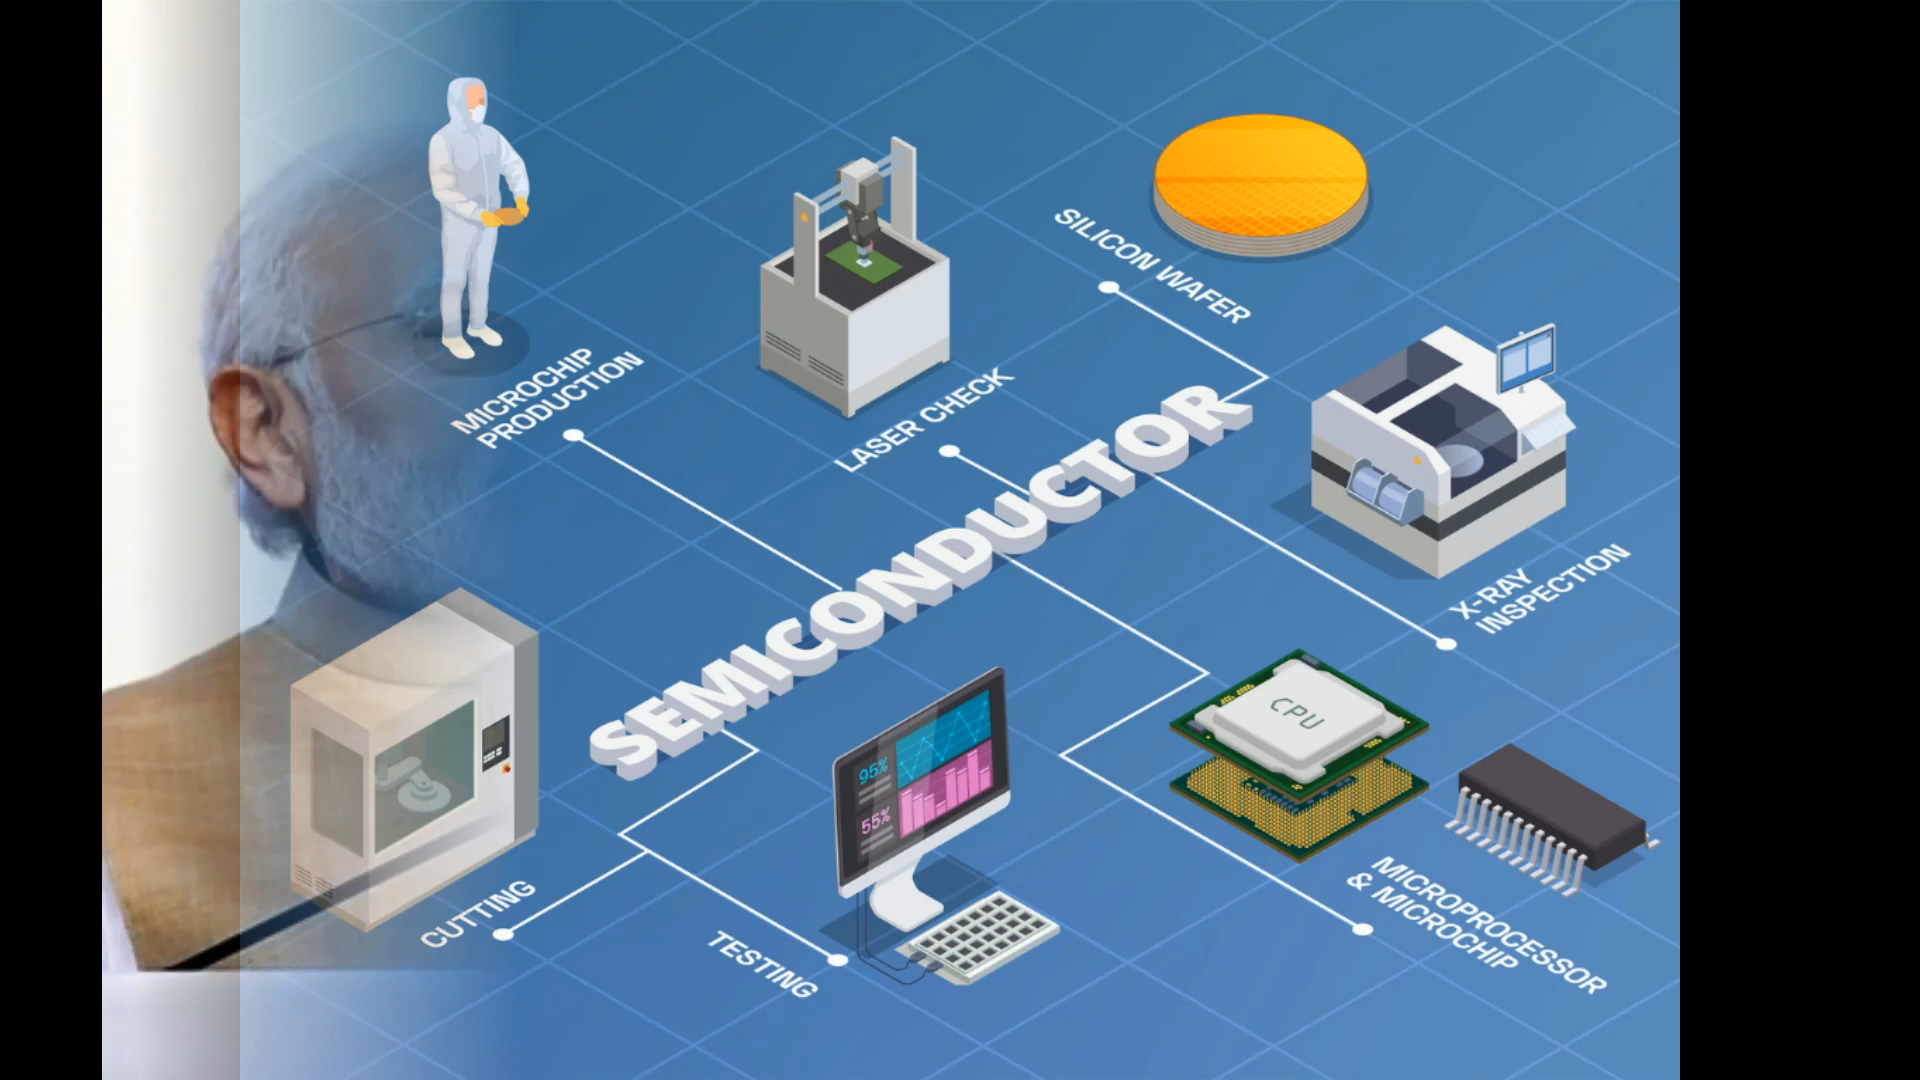 MICROCHIP
PRODUCTION
LASER CHECK
SILICON WAFER
SEMICONDUCTOR
X-RAY
INSPECTION
CPU
95%
55%
CUTTING
TESTING
MICROPROCESSOR
& MICROCHIP